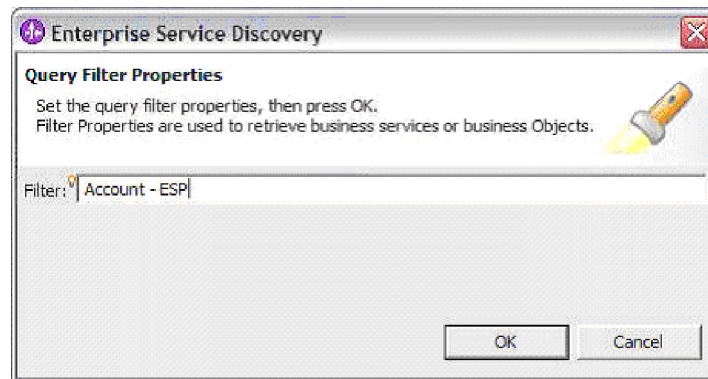 Enterprise Service Discovery
Query Filter Properties
Set the query filter properties, then press OK.
Filter Properties are used to retrieve business services or business Objects.
Filter: Account - ESP
OK Cancel